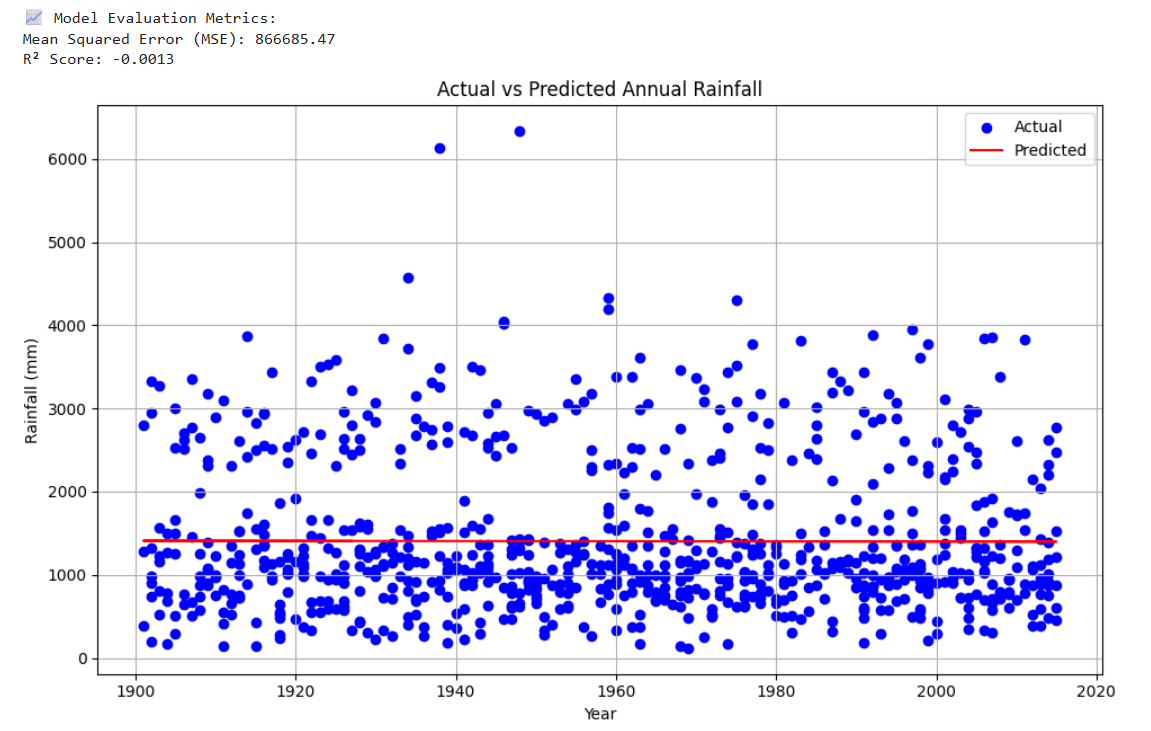 📈 Model Evaluation Metrics:
Mean Squared Error (MSE): 866685.47
R² Score: -0.0013
Actual vs Predicted Annual Rainfall
Actual
Predicted
6000
5000
4000
3000
2000
1000
0
Rainfall (mm)
1900 1920 1940 1960 1980 2000 2020
Year